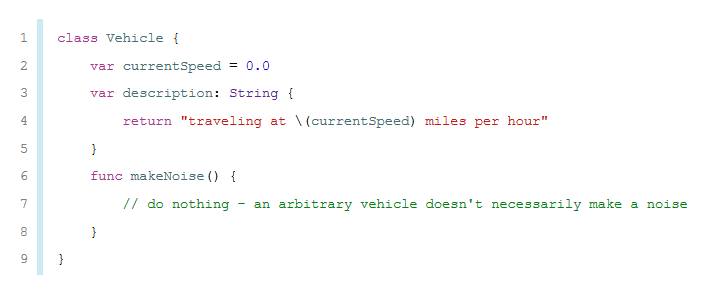 1 class Vehicle {
2     var currentSpeed = 0.0
3     var description: String {
4         return "traveling at \(currentSpeed) miles per hour"
5     }
6     func makeNoise() {
7         // do nothing - an arbitrary vehicle doesn't necessarily make a noise
8     }
9 }